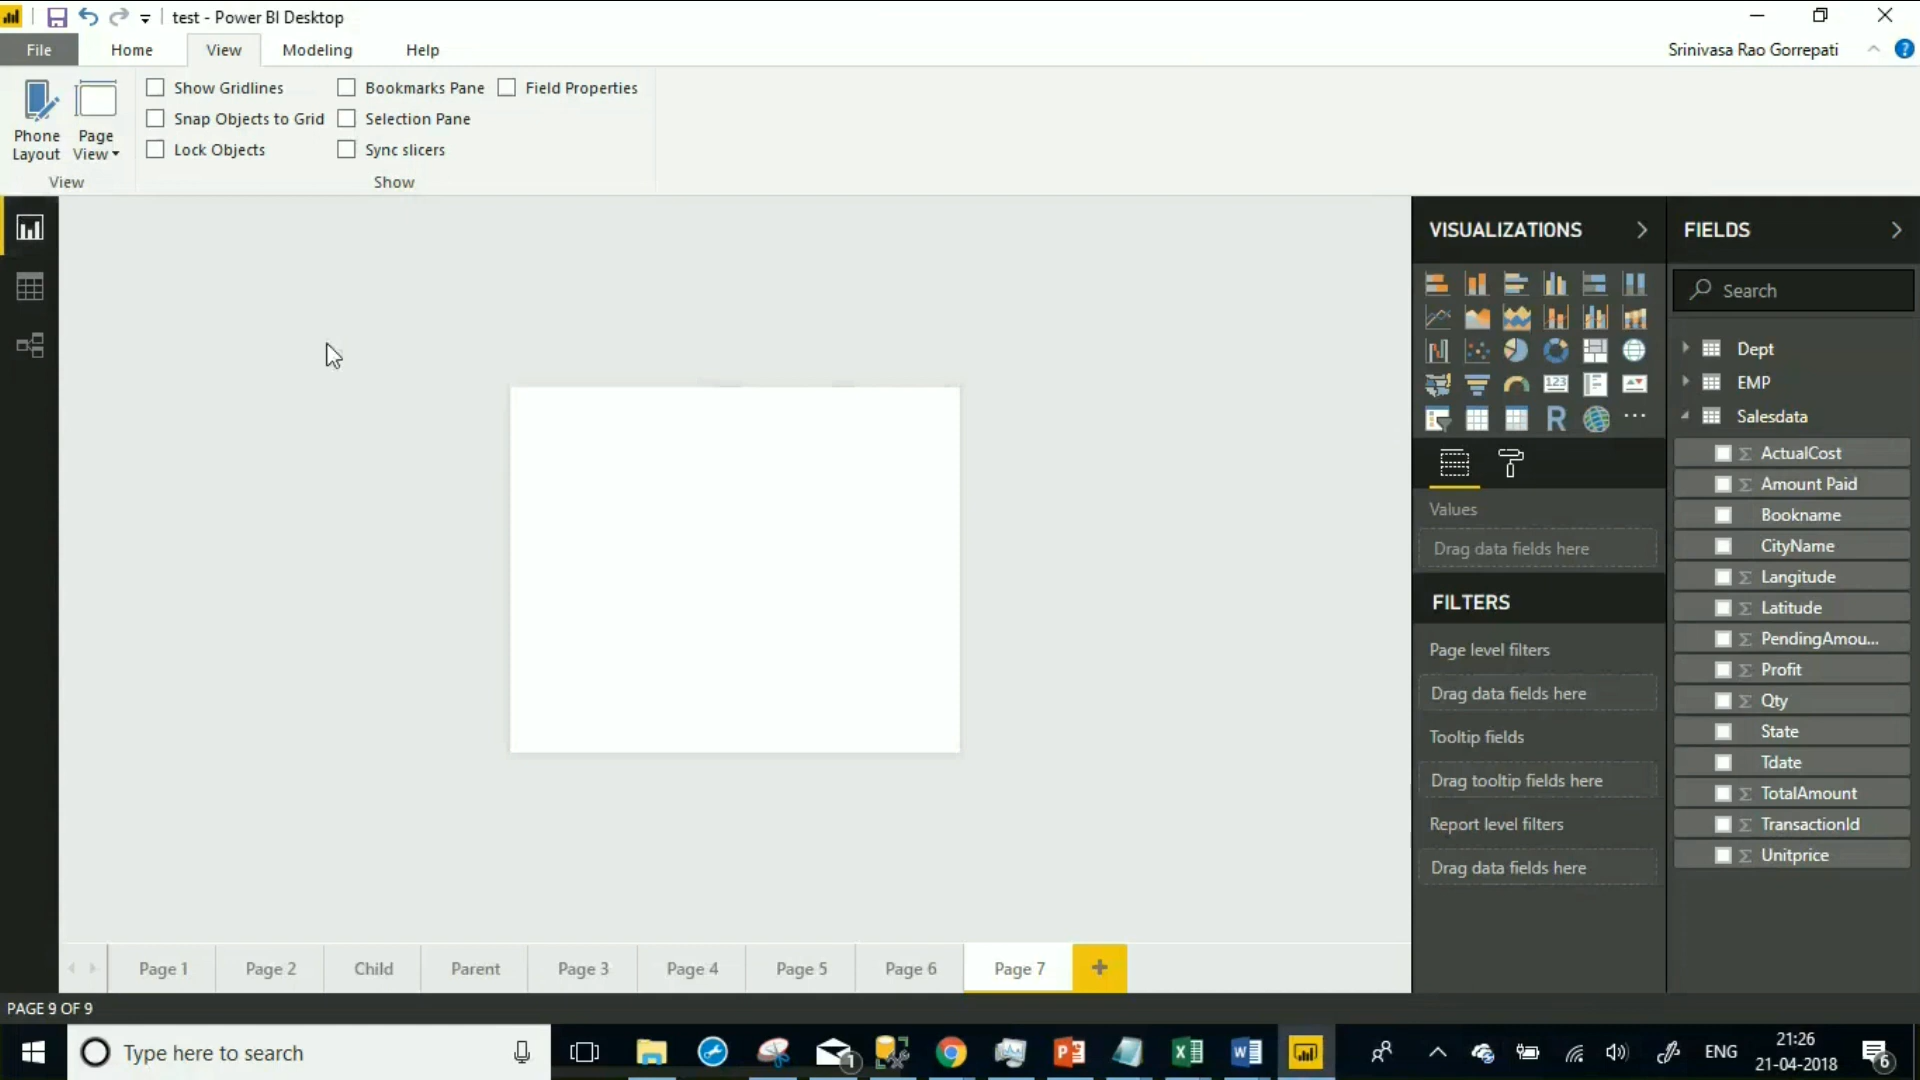 test - Power BI Desktop
File Home View Modeling Help
Srinivasa Rao Gorrepati
?
Phone Layout
Page View
View
Show Gridlines
Snap Objects to Grid
Lock Objects
Bookmarks Pane
Selection Pane
Sync slicers
Field Properties
Show
VISUALIZATIONS
123
R
Values
Drag data fields here
FILTERS
Page level filters
Drag data fields here
Tooltip fields
Drag tooltip fields here
Report level filters
Drag data fields here
FIELDS
Search
Dept
EMP
Salesdata
Σ ActualCost
Σ Amount Paid
Bookname
CityName
Σ Langitude
Σ Latitude
Σ PendingAmou...
Σ Profit
Σ Qty
State
Tdate
Σ TotalAmount
Σ TransactionId
Σ Unitprice
Page 1 Page 2 Child Parent Page 3 Page 4 Page 5 Page 6 Page 7 +
PAGE 9 OF 9
Type here to search
1
ENG
21:26
21-04-2018
6